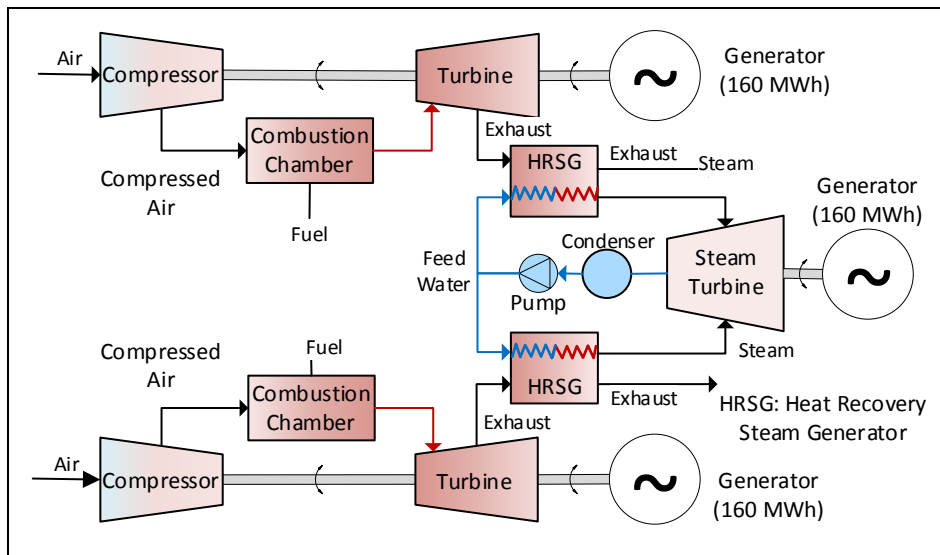 Air
Compressor
Turbine
~
Generator
(160 MWh)
Combustion
Chamber
Compressed
Air
Fuel
Exhaust
HRSG
Exhaust
Steam
Generator
(160 MWh)
~
Feed
Water
Pump
Condenser
Steam
Turbine
Compressed
Air
Fuel
Combustion
Chamber
HRSG
Steam
Exhaust
Exhaust
HRSG: Heat Recovery
Steam Generator
Air
Compressor
Turbine
~
Generator
(160 MWh)